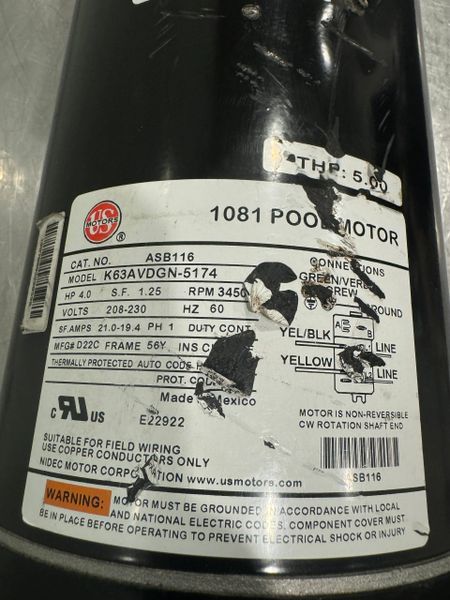 THP: 5.00
US
MOTORS
®
1081 POOL MOTOR
CAT. NO. ASB116
MODEL K63AVDGN-5174
HP 4.0 S.F. 1.25 RPM 3450
VOLTS 208-230 HZ 60
SF.AMPS 21.0-19.4 PH 1 DUTY CONT
MFG# D22C FRAME 56Y INS C
THERMALLY PROTECTED AUTO CODE
PROT.
Made Mexico
CONNECTIONS
GREEN/
GROUND
YEL/BLK
LINE
YELLOW
LINE
MOTOR IS NON-REVERSIBLE
CW ROTATION SHAFT END
C RU US
E22922
SUITABLE FOR FIELD WIRING
USE COPPER CONDUCTORS ONLY
NIDEC MOTOR CORPORATION www.usmotors.com
ASB116
WARNING: MOTOR MUST BE GROUNDED IN ACCORDANCE WITH LOCAL
AND NATIONAL ELECTRIC CODES, COMPONENT COVER MUST
BE IN PLACE BEFORE OPERATING TO PREVENT ELECTRICAL SHOCK OR INJURY